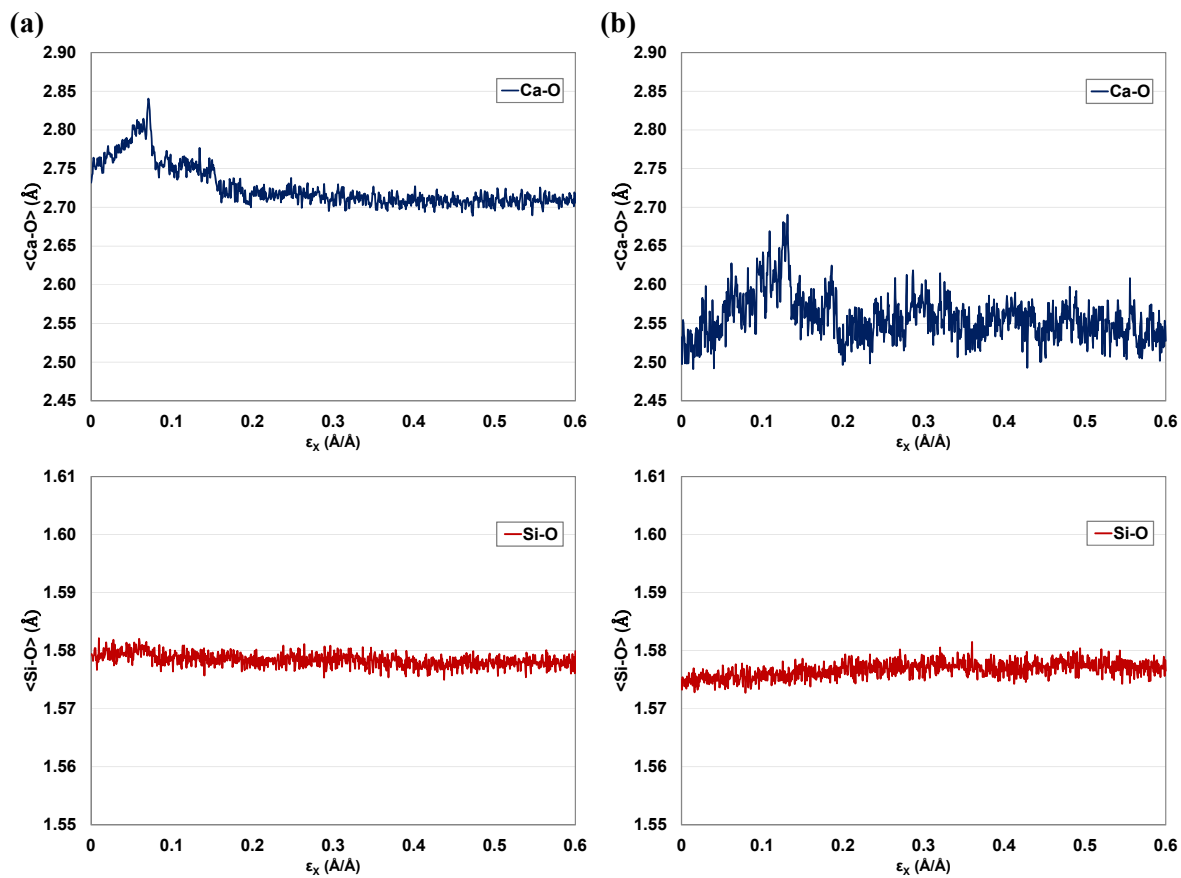 (a)
2.90
2.85
2.80
2.75
2.70
2.65
2.60
2.55
2.50
2.45
<Ca-O> (Å)
Ca-O
0 0.1 0.2 0.3 0.4 0.5 0.6
εX (Å/Å)
(b)
2.90
2.85
2.80
2.75
2.70
2.65
2.60
2.55
2.50
2.45
<Ca-O> (Å)
Ca-O
0 0.1 0.2 0.3 0.4 0.5 0.6
εX (Å/Å)
1.61
1.60
1.59
1.58
1.57
1.56
1.55
<Si-O> (Å)
Si-O
0 0.1 0.2 0.3 0.4 0.5 0.6
εX (Å/Å)
1.61
1.60
1.59
1.58
1.57
1.56
1.55
<Si-O> (Å)
Si-O
0 0.1 0.2 0.3 0.4 0.5 0.6
εX (Å/Å)